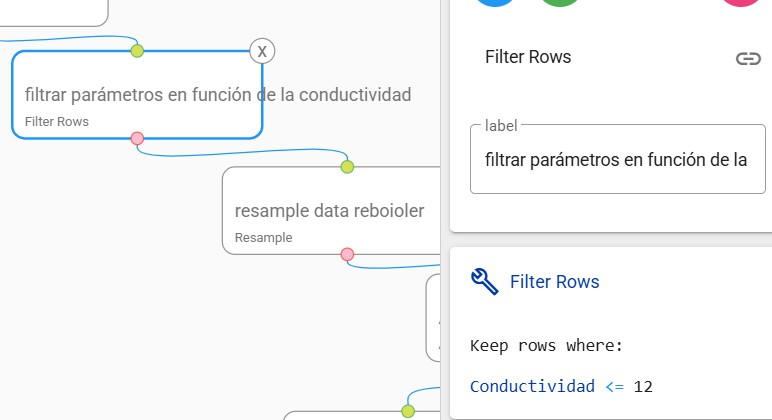 X
filtrar parámetros en función de la conductividad
Filter Rows
resample data reboioler
Resample
Filter Rows
label
filtrar parámetros en función de la
Filter Rows
Keep rows where:
Conductividad <= 12